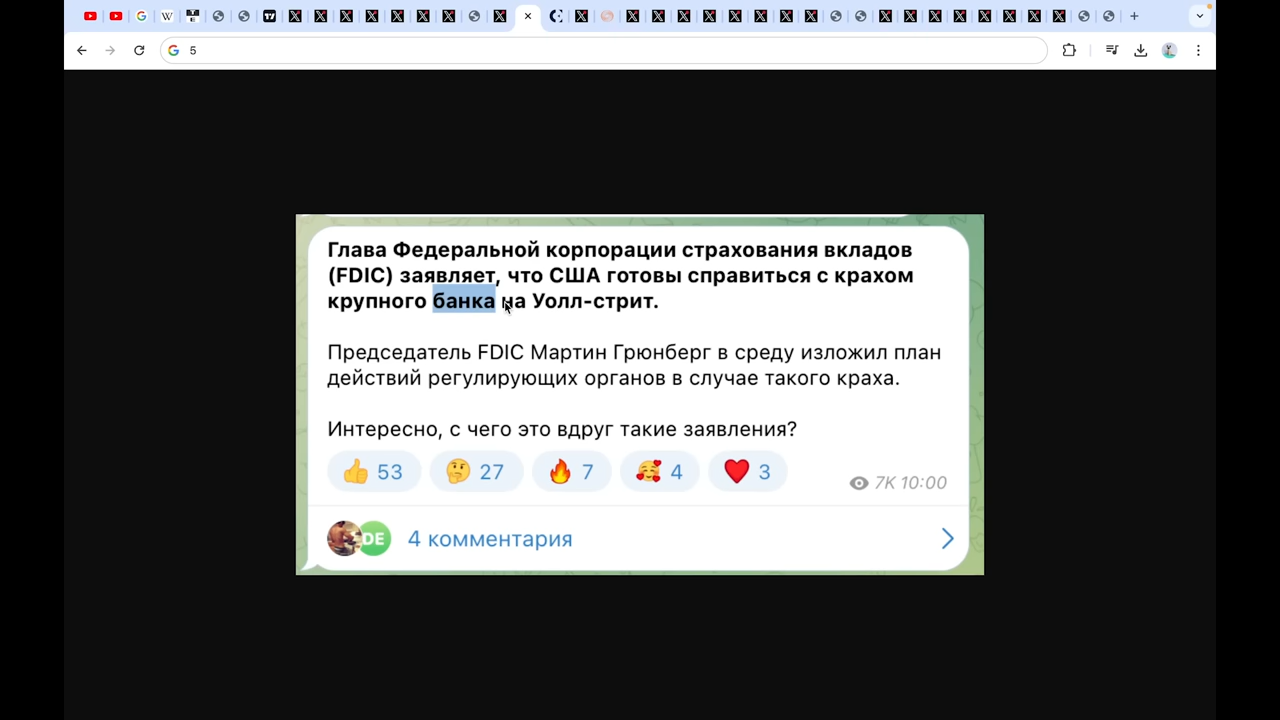 5
Глава Федеральной корпорации страхования вкладов
(FDIC) заявляет, что США готовы справиться с крахом
крупного банка на Уолл-стрит.
Председатель FDIC Мартин Грюнберг в среду изложил план
действий регулирующих органов в случае такого краха.
Интересно, с чего это вдруг такие заявления?
53 27 7 4 3 7K 10:00
DE 4 комментария